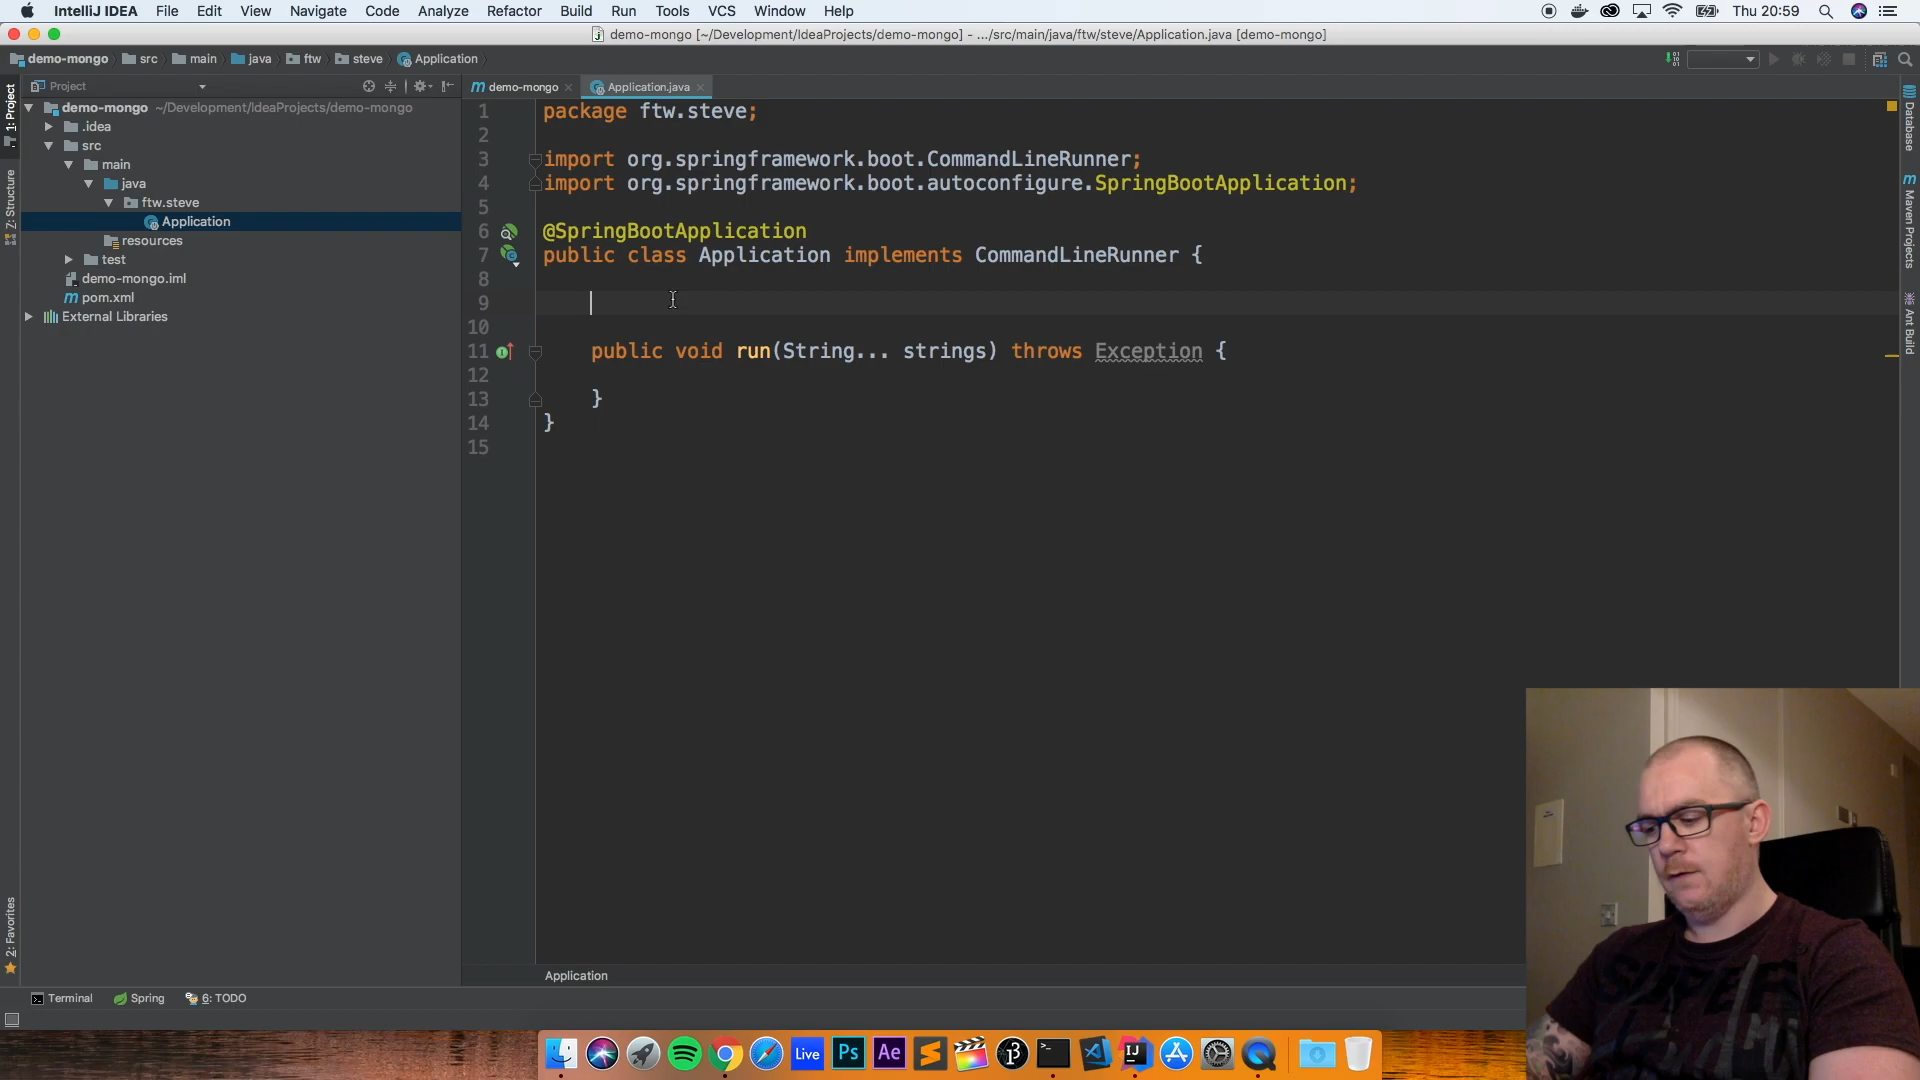 IntelliJ IDEA File Edit View Navigate Code Analyze Refactor Build Run Tools VCS Window Help Thu 20:59
demo-mongo [~/Development/IdeaProjects/demo-mongo] - .../src/main/java/ftw/steve/Application.java [demo-mongo]
demo-mongo src main java ftw steve Application
Project
demo-mongo Application.java
1: Project
Z: Structure
2: Favorites
demo-mongo ~/Development/IdeaProjects/demo-mongo
.idea
src
main
java
ftw.steve
Application
resources
test
demo-mongo.iml
pom.xml
External Libraries
1 package ftw.steve;
2
3 import org.springframework.boot.CommandLineRunner;
4 import org.springframework.boot.autoconfigure.SpringBootApplication;
5
6 @SpringBootApplication
7 public class Application implements CommandLineRunner {
8
9
10
11 public void run(String... strings) throws Exception {
12
13 }
14 }
15
Database
Maven Projects
Ant Build
Application
Terminal Spring 6: TODO
Live Ps Ae IJ